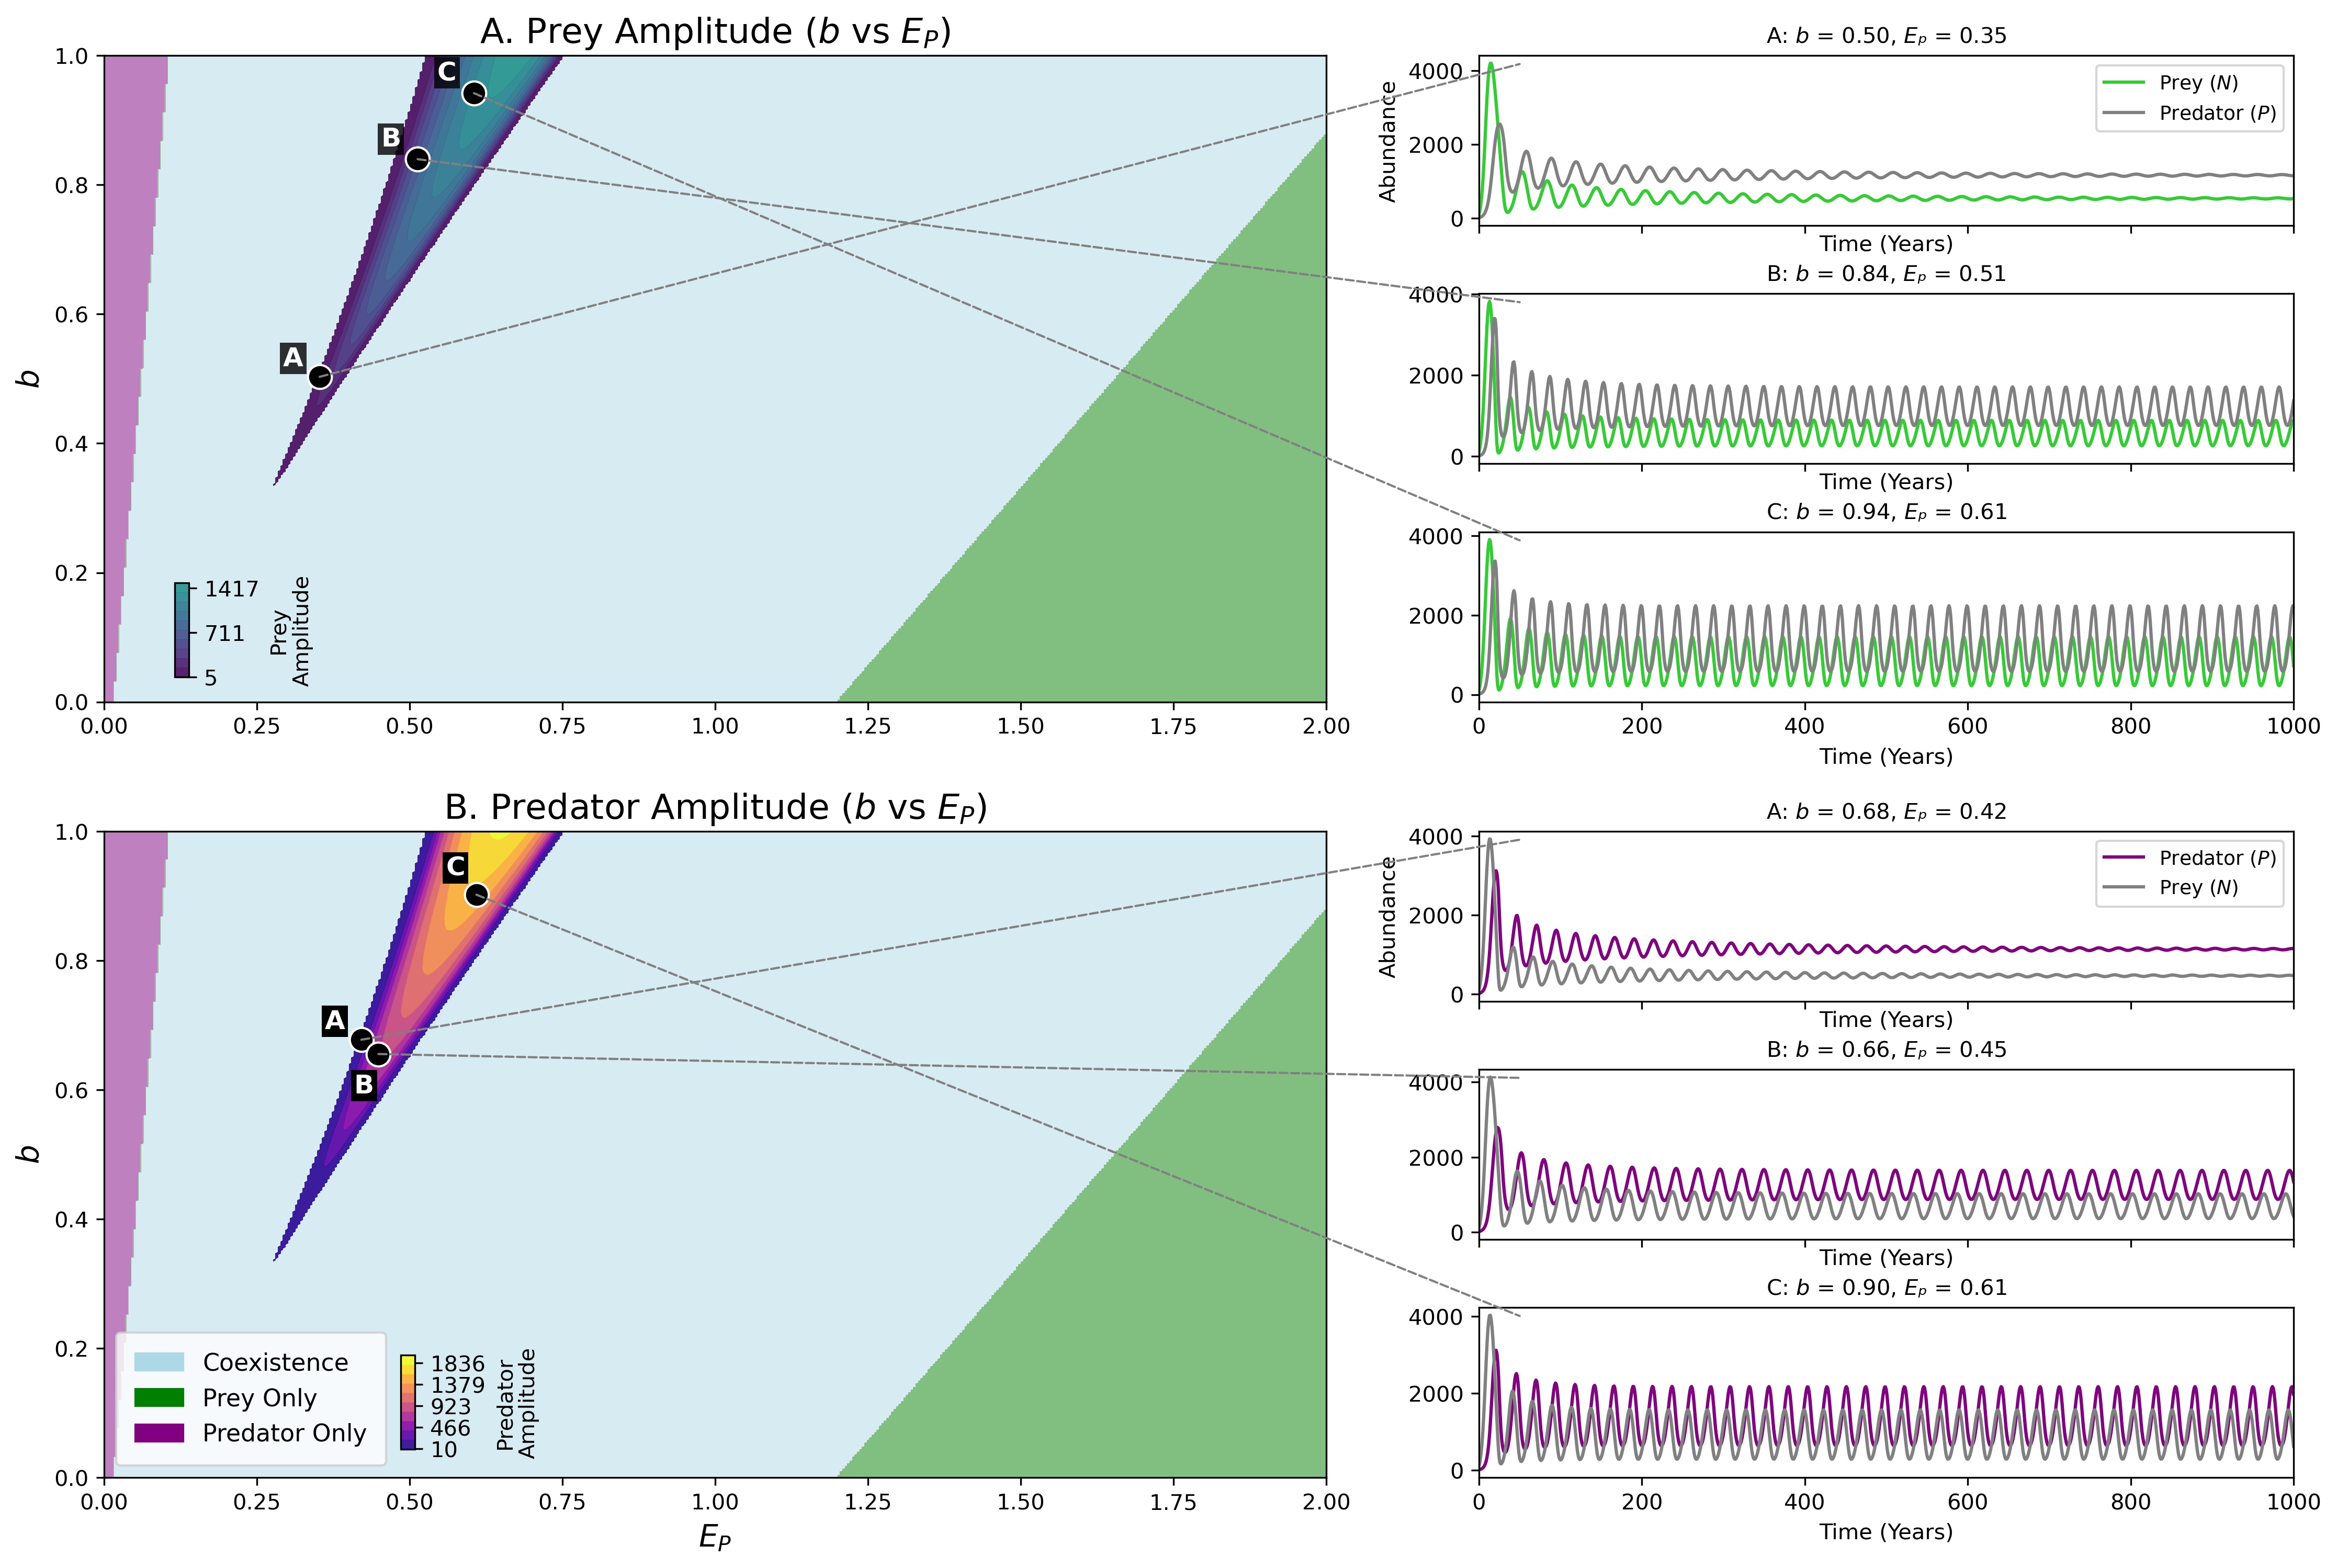 A. Prey Amplitude (b vs E_P)
1.0
0.8
0.6
0.4
0.2
0.0
b
C
B
A
1417
711
5
Prey
Amplitude
0.00 0.25 0.50 0.75 1.00 1.25 1.50 1.75 2.00
A: b = 0.50, Eₚ = 0.35
4000
2000
0
Abundance
Prey (N)
Predator (P)
Time (Years)
B: b = 0.84, Eₚ = 0.51
4000
2000
0
Time (Years)
C: b = 0.94, Eₚ = 0.61
4000
2000
0
0 200 400 600 800 1000
Time (Years)
B. Predator Amplitude (b vs E_P)
1.0
0.8
0.6
0.4
0.2
0.0
b
C
A
B
Coexistence
Prey Only
Predator Only
1836
1379
923
466
10
Predator
Amplitude
0.00 0.25 0.50 0.75 1.00 1.25 1.50 1.75 2.00
E_P
A: b = 0.68, Eₚ = 0.42
4000
2000
0
Abundance
Predator (P)
Prey (N)
Time (Years)
B: b = 0.66, Eₚ = 0.45
4000
2000
0
Time (Years)
C: b = 0.90, Eₚ = 0.61
4000
2000
0
0 200 400 600 800 1000
Time (Years)